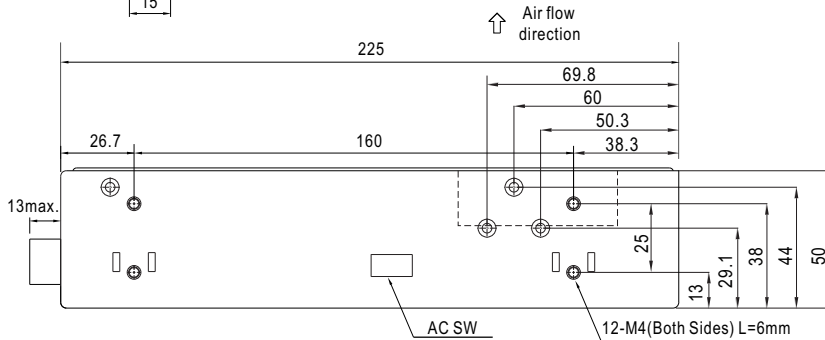 15
Air flow
direction
225
69.8
60
50.3
26.7
160
38.3
13max.
25
38
44
50
29.1
13
AC SW
12-M4(Both Sides) L=6mm